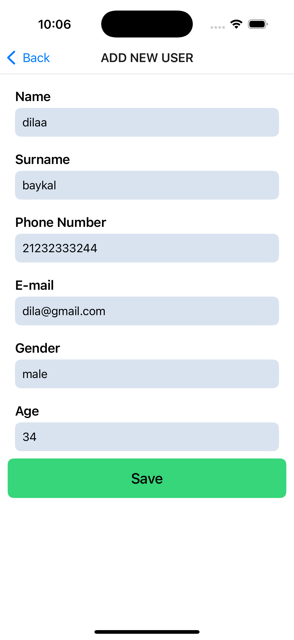 10:06
Back
ADD NEW USER
Name
dilaa
Surname
baykal
Phone Number
21232333244
E-mail
dila@gmail.com
Gender
male
Age
34
Save